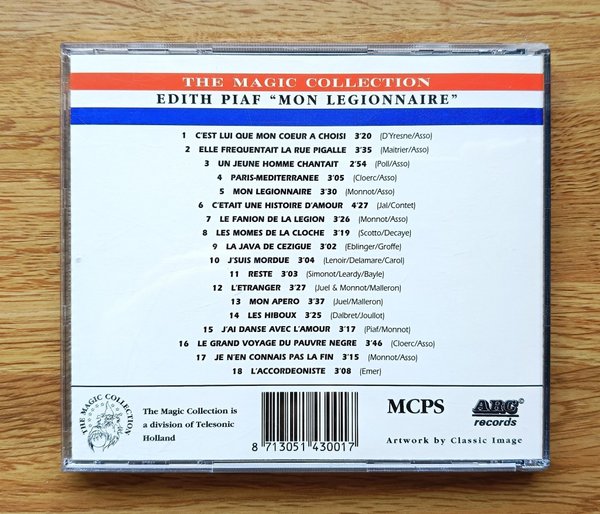 THE MAGIC COLLECTION
EDITH PIAF "MON LEGIONNAIRE"
1 C'EST LUI QUE MON COEUR A CHOISI 3'20 (D'Yresne/Asso)
2 ELLE FREQUENTAIT LA RUE PIGALLE 3'35 (Maitrier/Asso)
3 UN JEUNE HOMME CHANTAIT 2'54 (Poll/Asso)
4 PARIS-MEDITERRANEE 3'05 (Cloerc/Asso)
5 MON LEGIONNAIRE 3'30 (Monnot/Asso)
6 C'ETAIT UNE HISTOIRE D'AMOUR 4'27 (Jal/Contet)
7 LE FANION DE LA LEGION 3'26 (Monnot/Asso)
8 LES MOMES DE LA CLOCHE 3'19 (Scotto/Decaye)
9 LA JAVA DE CEZIGUE 3'02 (Eblinger/Groffe)
10 J'SUIS MORDUE 3'04 (Lenoir/Delamare/Carol)
11 RESTE 3'03 (Simonot/Leardy/Bayle)
12 L'ETRANGER 3'27 (Juel & Monnot/Malleron)
13 MON APERO 3'37 (Juel/Malleron)
14 LES HIBOUX 3'25 (Dalbret/Joullot)
15 J'AI DANSE AVEC L'AMOUR 3'17 (Piaf/Monnot)
16 LE GRAND VOYAGE DU PAUVRE NEGRE 3'46 (Cloerc/Asso)
17 JE N'EN CONNAIS PAS LA FIN 3'15 (Monnot/Asso)
18 L'ACCORDEONISTE 3'08 (Emer)
THE MAGIC COLLECTION
The Magic Collection is
a division of Telesonic
Holland
8 713051 430017
MCPS
ARC
records
Artwork by Classic Image